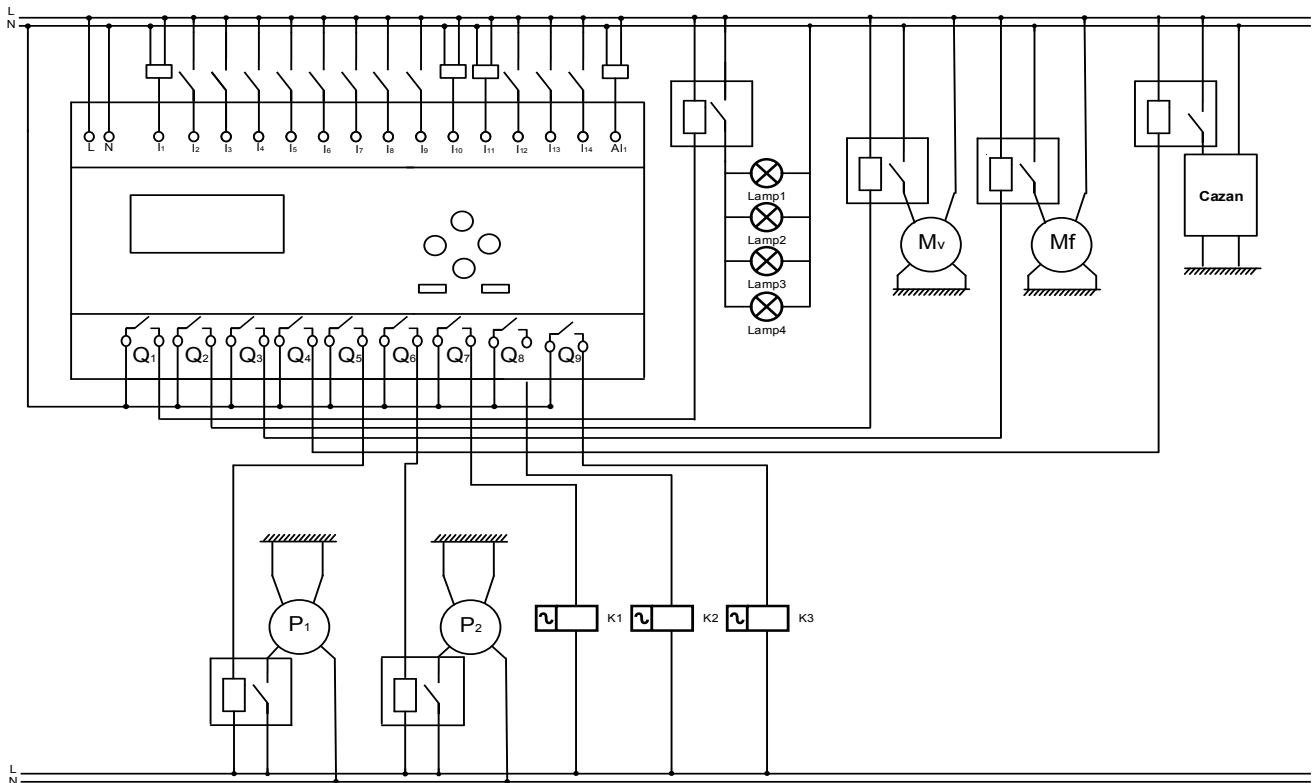 L
N
L N I1 I2 I3 I4 I5 I6 I7 I8 I9 I10 I11 I12 I13 I14 AI1
Lamp1
Lamp2
Lamp3
Lamp4
Mv
Mf
Cazan
Q1 Q2 Q3 Q4 Q5 Q6 Q7 Q8 Q9
P1
P2
K1 K2 K3
L
N